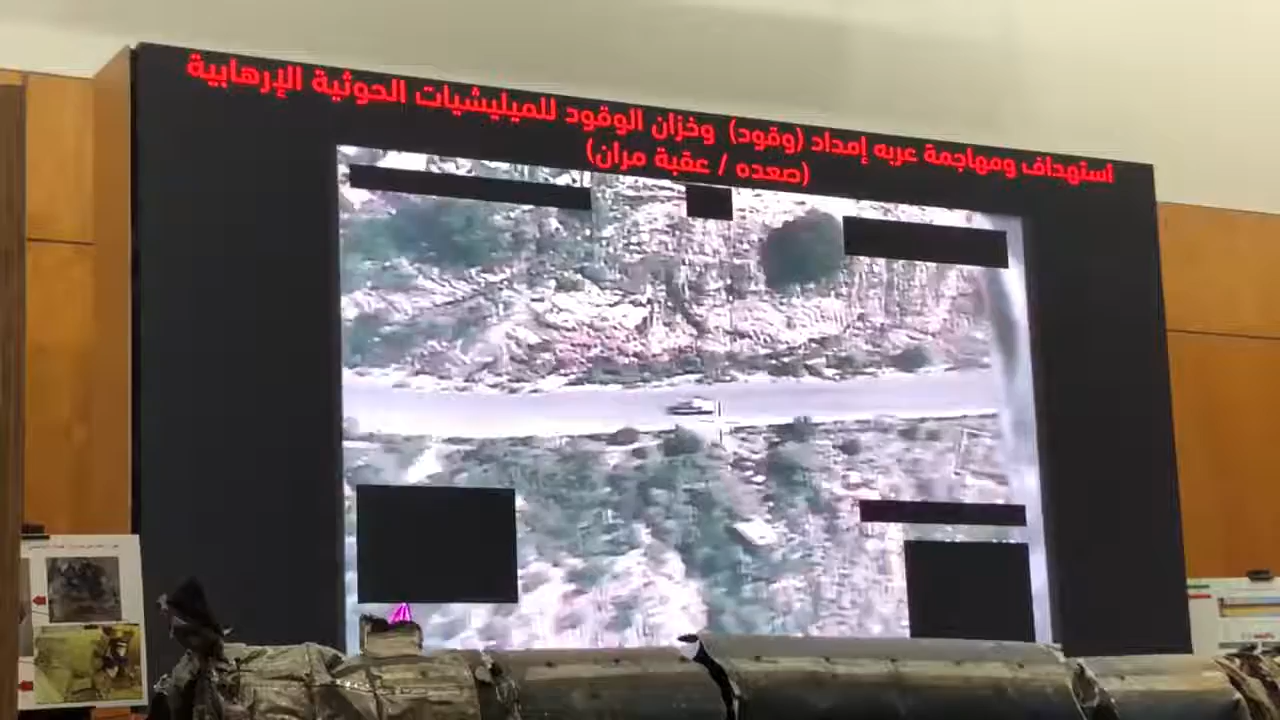 استهداف ومهاجمة عربه إمداد (وقود) وخزان الوقود للميليشيات الحوثية الإرهابية
(صعده / عقبة مران)